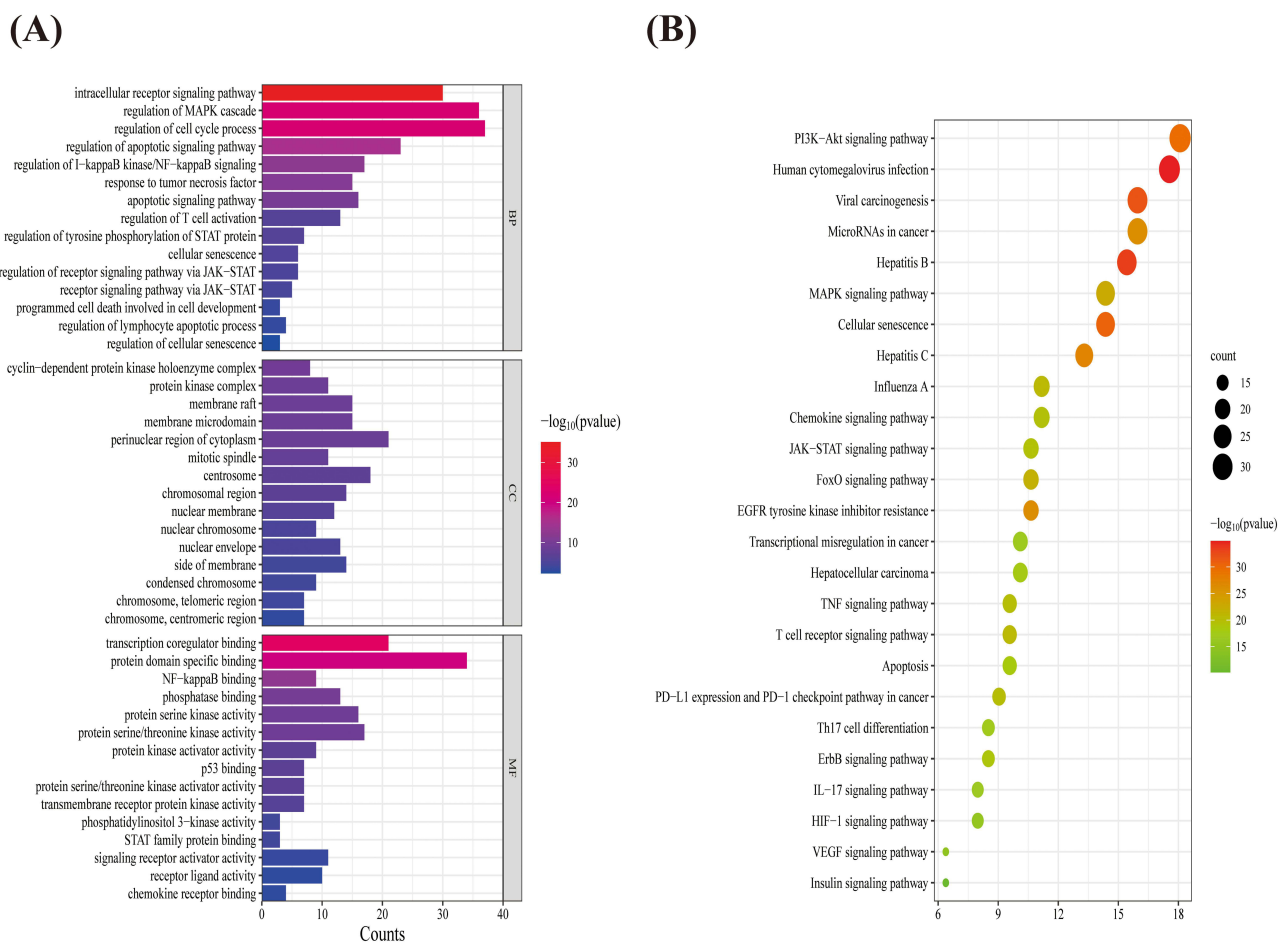 (A)
(B)
intracellular receptor signaling pathway
regulation of MAPK cascade
regulation of cell cycle process
regulation of apoptotic signaling pathway
regulation of I−kappaB kinase/NF−kappaB signaling
response to tumor necrosis factor
apoptotic signaling pathway
regulation of T cell activation
regulation of tyrosine phosphorylation of STAT protein
cellular senescence
regulation of receptor signaling pathway via JAK−STAT
receptor signaling pathway via JAK−STAT
programmed cell death involved in cell development
regulation of lymphocyte apoptotic process
regulation of cellular senescence
BP
cyclin−dependent protein kinase holoenzyme complex
protein kinase complex
membrane raft
membrane microdomain
perinuclear region of cytoplasm
mitotic spindle
centrosome
chromosomal region
nuclear membrane
nuclear chromosome
nuclear envelope
side of membrane
condensed chromosome
chromosome, telomeric region
chromosome, centromeric region
CC
transcription coregulator binding
protein domain specific binding
NF−kappaB binding
phosphatase binding
protein serine kinase activity
protein serine/threonine kinase activity
protein kinase activator activity
p53 binding
protein serine/threonine kinase activator activity
transmembrane receptor protein kinase activity
phosphatidylinositol 3−kinase activity
STAT family protein binding
signaling receptor activator activity
receptor ligand activity
chemokine receptor binding
MF
0 10 20 30 40
Counts
−log10(pvalue)
30
20
10
PI3K−Akt signaling pathway
Human cytomegalovirus infection
Viral carcinogenesis
MicroRNAs in cancer
Hepatitis B
MAPK signaling pathway
Cellular senescence
Hepatitis C
Influenza A
Chemokine signaling pathway
JAK−STAT signaling pathway
FoxO signaling pathway
EGFR tyrosine kinase inhibitor resistance
Transcriptional misregulation in cancer
Hepatocellular carcinoma
TNF signaling pathway
T cell receptor signaling pathway
Apoptosis
PD−L1 expression and PD−1 checkpoint pathway in cancer
Th17 cell differentiation
ErbB signaling pathway
IL−17 signaling pathway
HIF−1 signaling pathway
VEGF signaling pathway
Insulin signaling pathway
6 9 12 15 18
count
15
20
25
30
−log10(pvalue)
30
25
20
15